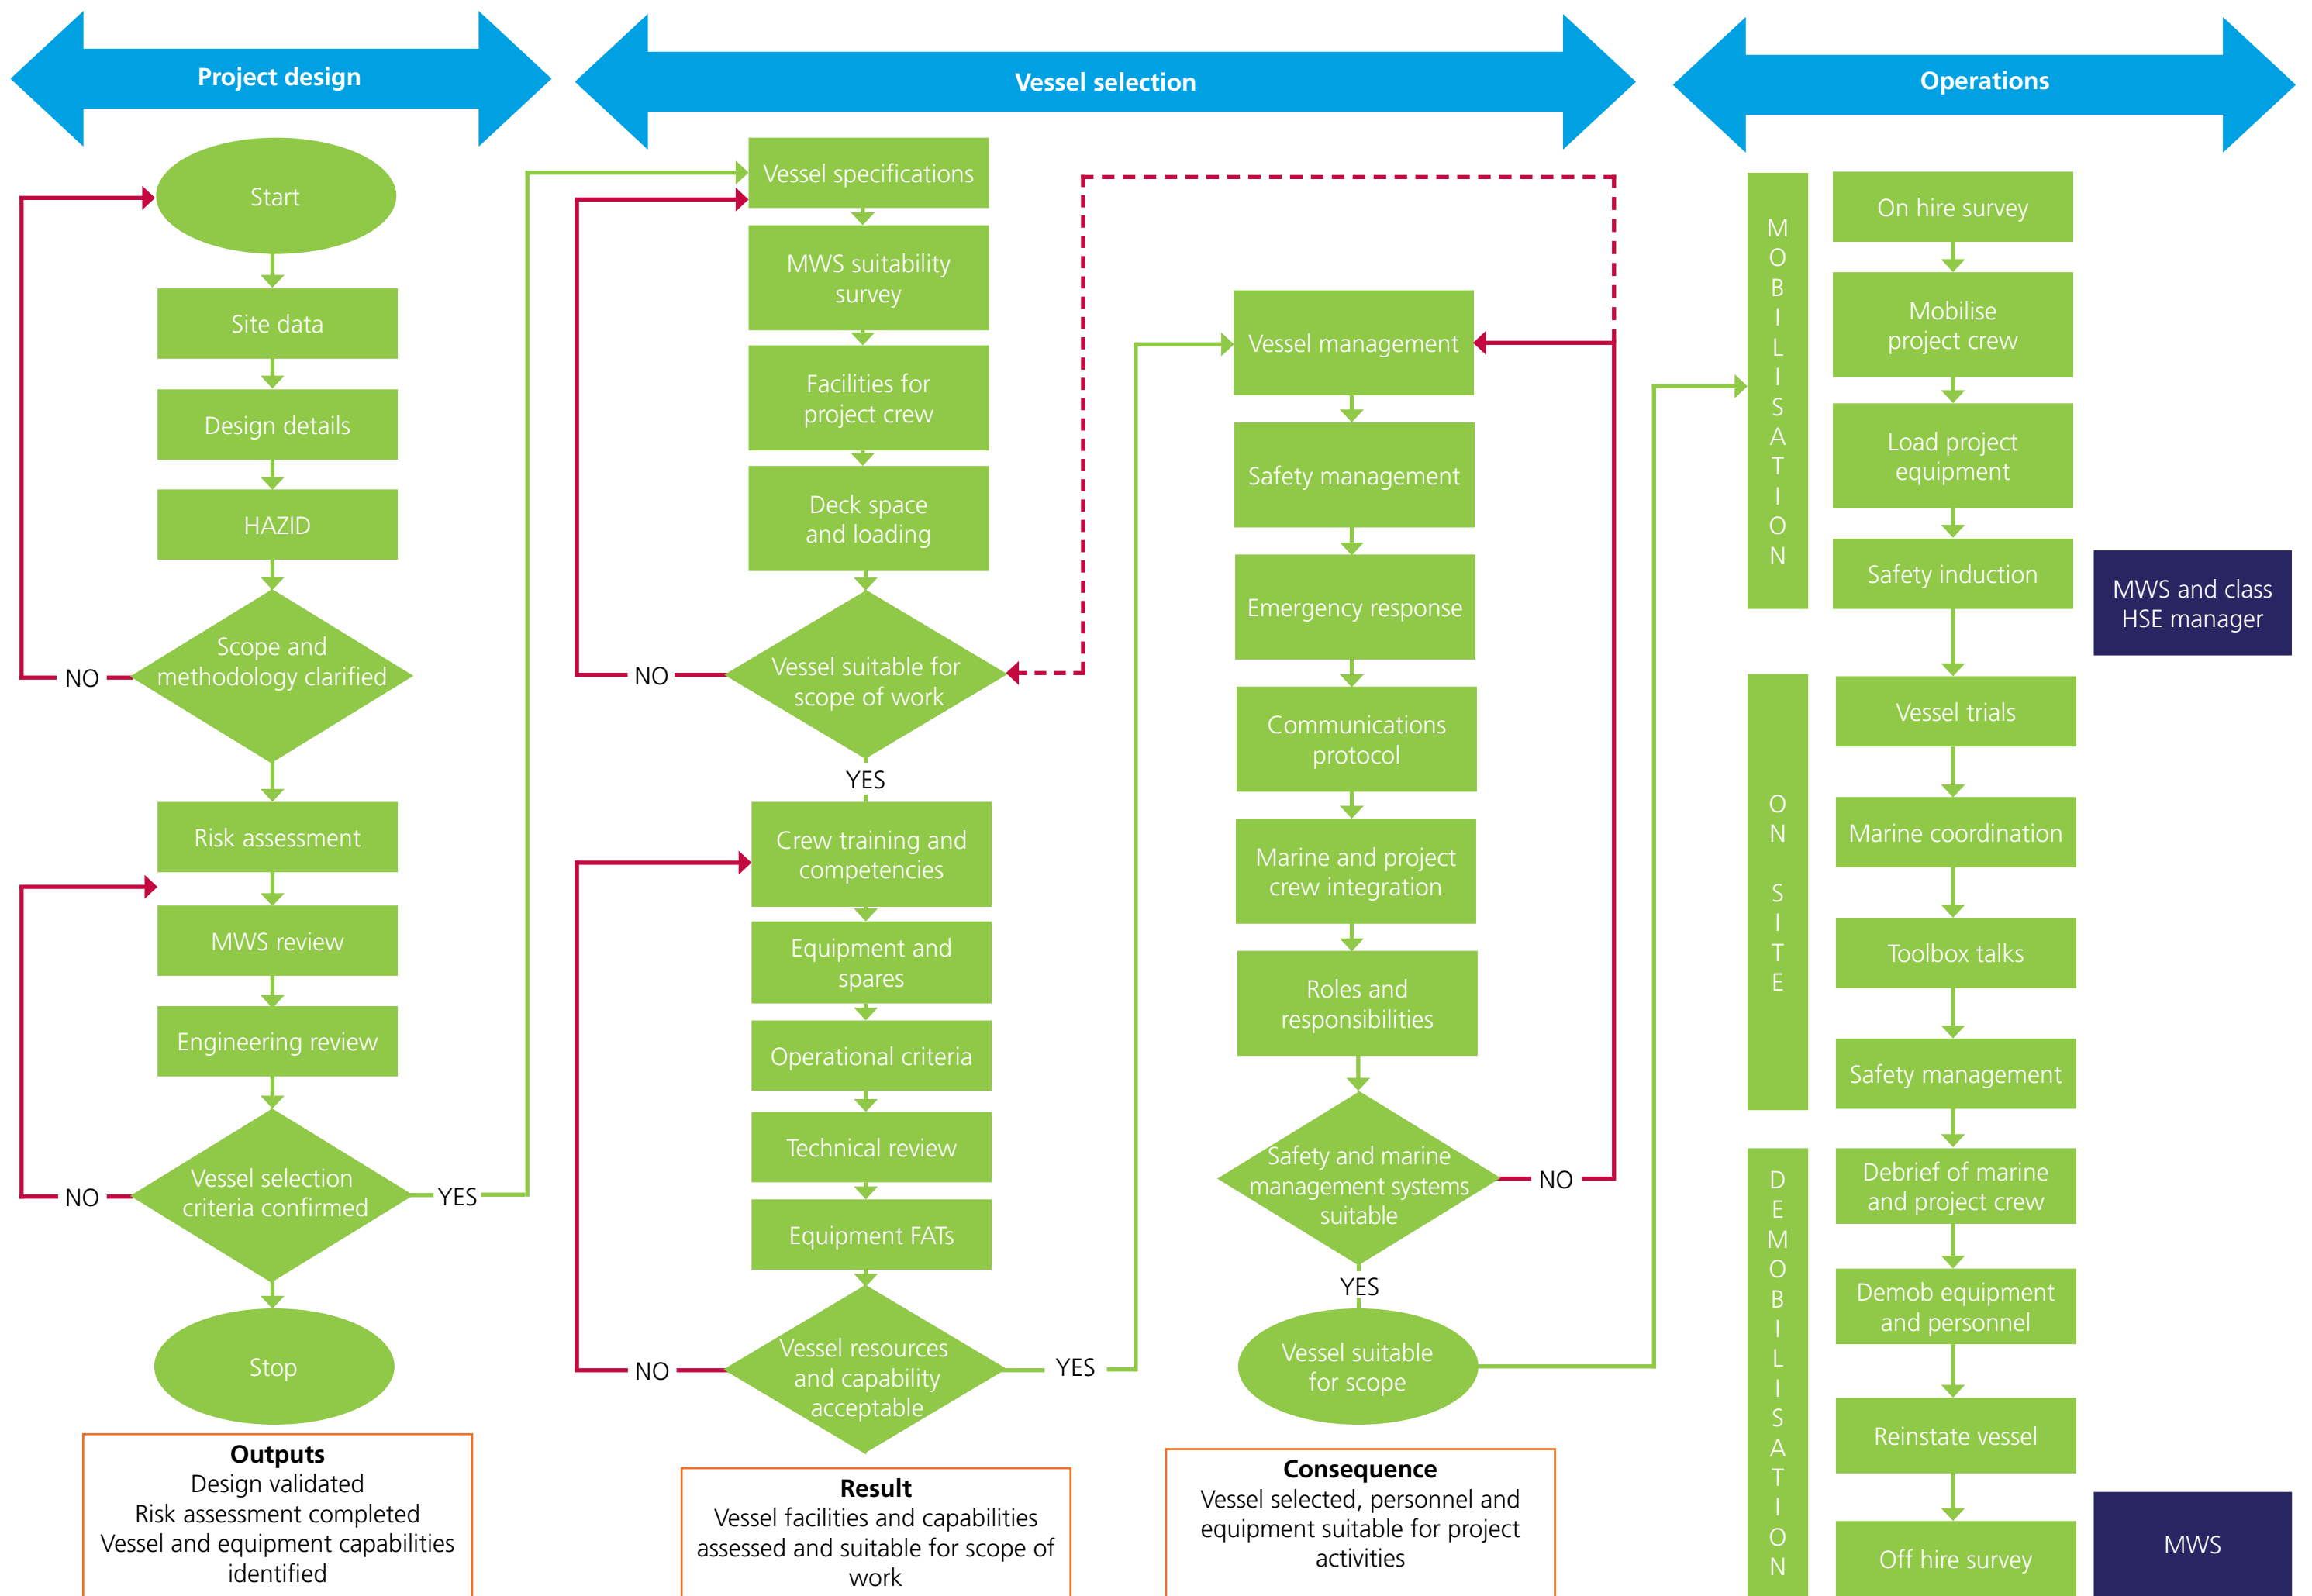 Project design
Vessel selection
Operations
Start
Site data
Design details
HAZID
Scope and
methodology clarified
NO
Risk assessment
MWS review
Engineering review
Vessel selection
criteria confirmed
NO
YES
Stop
Outputs
Design validated
Risk assessment completed
Vessel and equipment capabilities
identified
Vessel specifications
MWS suitability
survey
Facilities for
project crew
Deck space
and loading
Vessel suitable for
scope of work
NO
YES
Crew training and
competencies
Equipment and
spares
Operational criteria
Technical review
Equipment FATs
Vessel resources
and capability
acceptable
NO
YES
Result
Vessel facilities and capabilities
assessed and suitable for scope of
work
Vessel management
Safety management
Emergency response
Communications
protocol
Marine and project
crew integration
Roles and
responsibilities
Safety and marine
management systems
suitable
NO
YES
Vessel suitable
for scope
Consequence
Vessel selected, personnel and
equipment suitable for project
activities
MOBILISATION
On hire survey
Mobilise
project crew
Load project
equipment
Safety induction
MWS and class
HSE manager
ON SITE
Vessel trials
Marine coordination
Toolbox talks
Safety management
DEMOBILISATION
Debrief of marine
and project crew
Demob equipment
and personnel
Reinstate vessel
Off hire survey
MWS